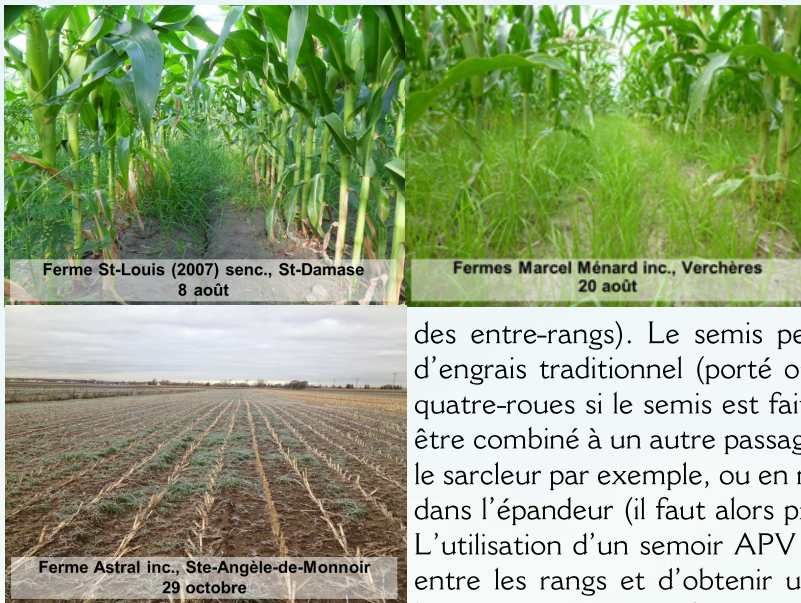 Ferme St-Louis (2007) senc., St-Damase
8 août
Fermes Marcel Ménard inc., Verchères
20 août
Ferme Astral inc., Ste-Angèle-de-Monnoir
29 octobre
des entre-rangs). Le semis pe
d'engrais traditionnel (porté o
quatre-roues si le semis est fai
être combiné à un autre passag
le sarcleur par exemple, ou en
dans l'épandeur (il faut alors p
L'utilisation d'un semoir APV
entre les rangs et d'obtenir u